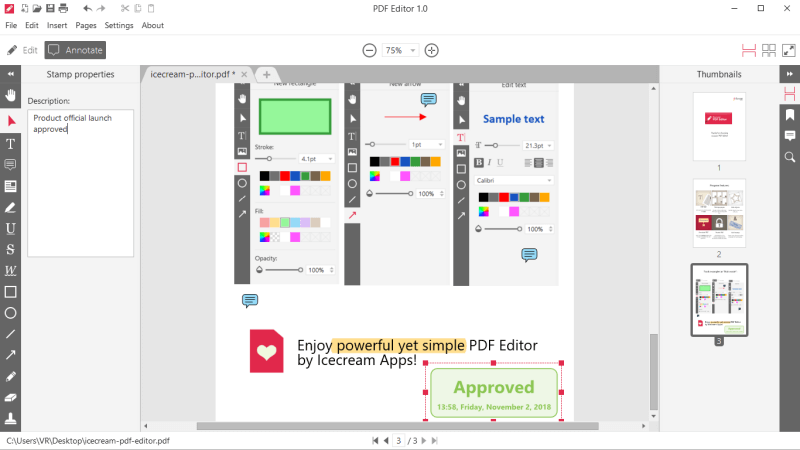 PDF Editor 1.0
File Edit Insert Pages Settings About
Edit Annotate 75%
Stamp properties
icecream-p...itor.pdf *
Thumbnails
Description:
Product official launch
approved
New rectangle
Stroke:
4.1pt
Fill:
Opacity:
100%
New arrow
1pt
100%
Edit text
Sample text
21.3pt
B I U
Calibri
100%
Enjoy powerful yet simple PDF Editor
by Icecream Apps!
Approved
13:58, Friday, November 2, 2018
1
2
3
C:\Users\VR\Desktop\icecream-pdf-editor.pdf
3 / 3